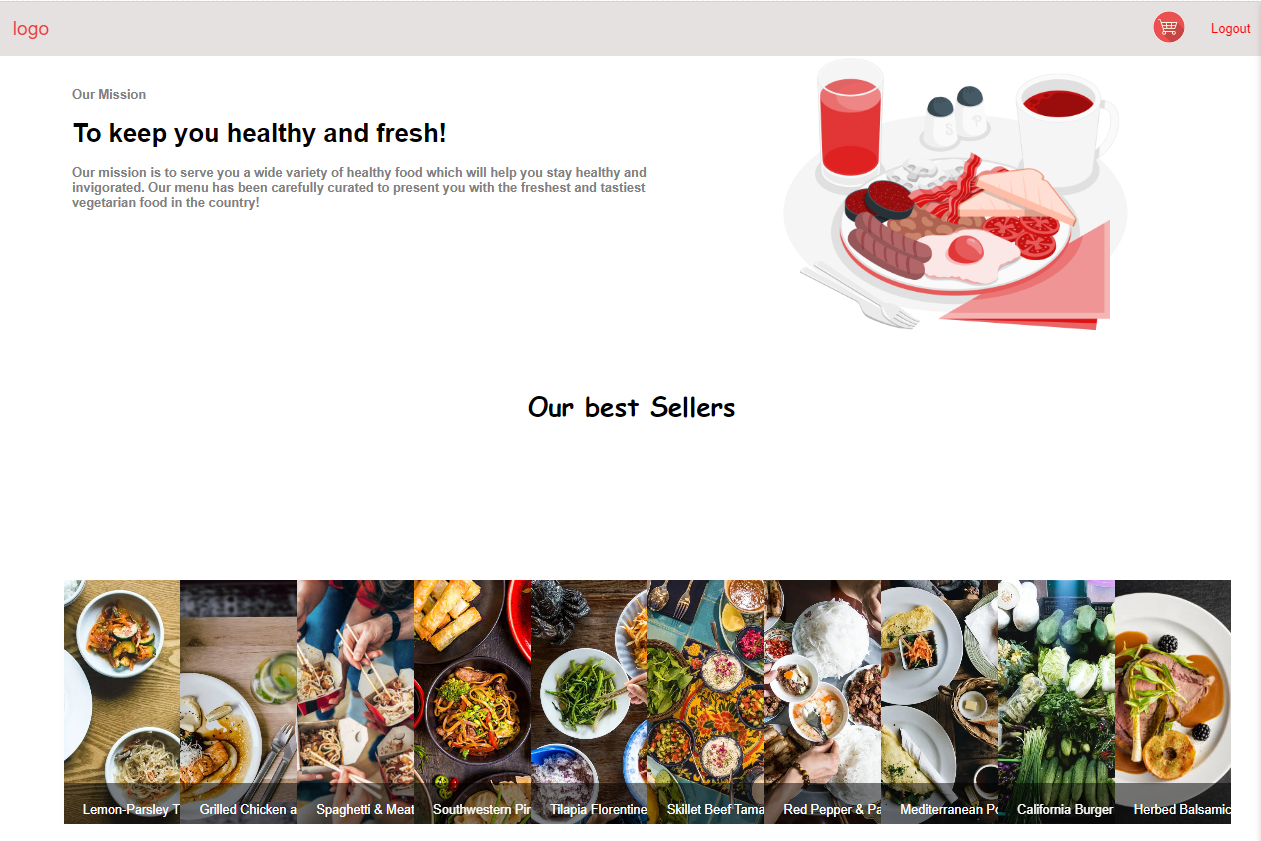 logo
Logout
Our Mission
To keep you healthy and fresh!
Our mission is to serve you a wide variety of healthy food which will help you stay healthy and
invigorated. Our menu has been carefully curated to present you with the freshest and tastiest
vegetarian food in the country!
S P
Our best Sellers
Lemon-Parsley T
Grilled Chicken a
Spaghetti & Meat
Southwestern Pin
Tilapia Florentine
Skillet Beef Tama
Red Pepper & Pa
Mediterranean Po
California Burger
Herbed Balsamic